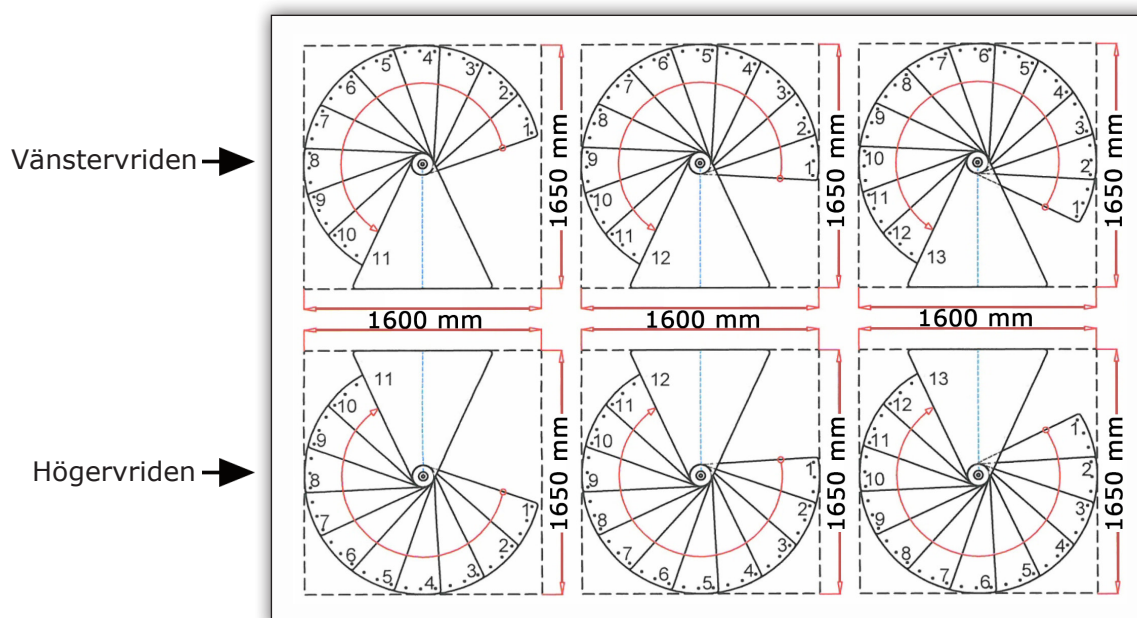 Vänstervriden
1 2 3 4 5 6 7 8 9 10 11
1650 mm
1 2 3 4 5 6 7 8 9 10 11 12
1650 mm
1 2 3 4 5 6 7 8 9 10 11 12 13
1650 mm
1600 mm
1600 mm
1600 mm
Högervriden
11 10 9 8 7 6 5 4 3 2 1
1650 mm
12 11 10 9 8 7 6 5 4 3 2 1
1650 mm
13 12 11 10 9 8 7 6 5 4 3 2 1
1650 mm